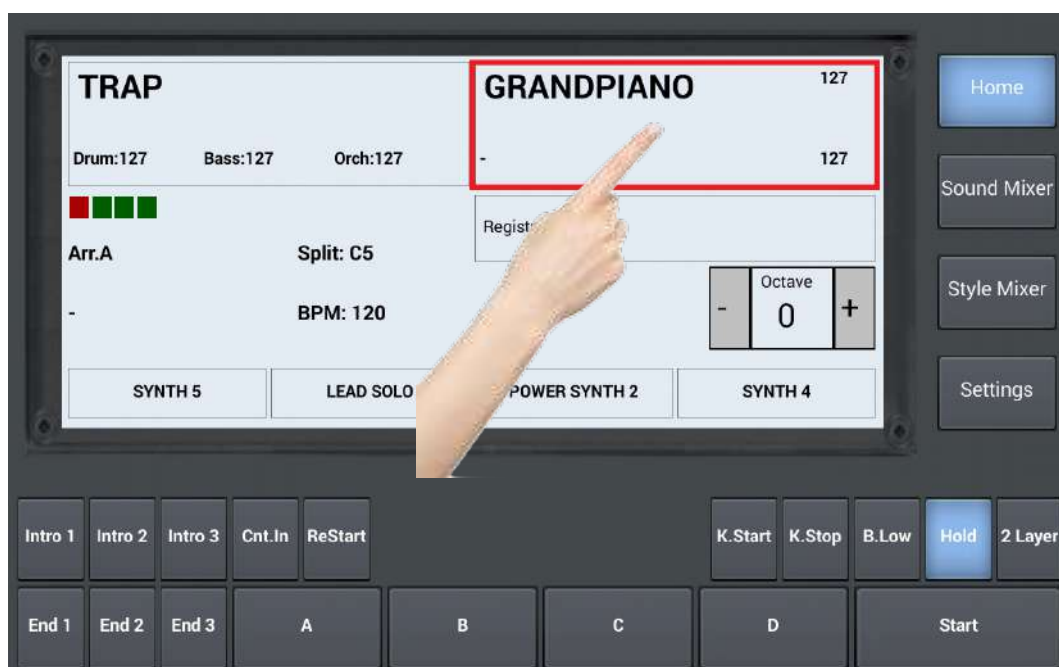 TRAP
GRANDPIANO 127
Home
Drum:127 Bass:127 Orch:127
- 127
Sound Mixer
Arr.A Split: C5
Octave
Style Mixer
- BPM: 120
- 0 +
SYNTH 5 LEAD SOLO POWER SYNTH 2 SYNTH 4
Settings
Intro 1 Intro 2 Intro 3 Cnt.In ReStart K.Start K.Stop B.Low Hold 2 Layer
End 1 End 2 End 3 A B C D Start